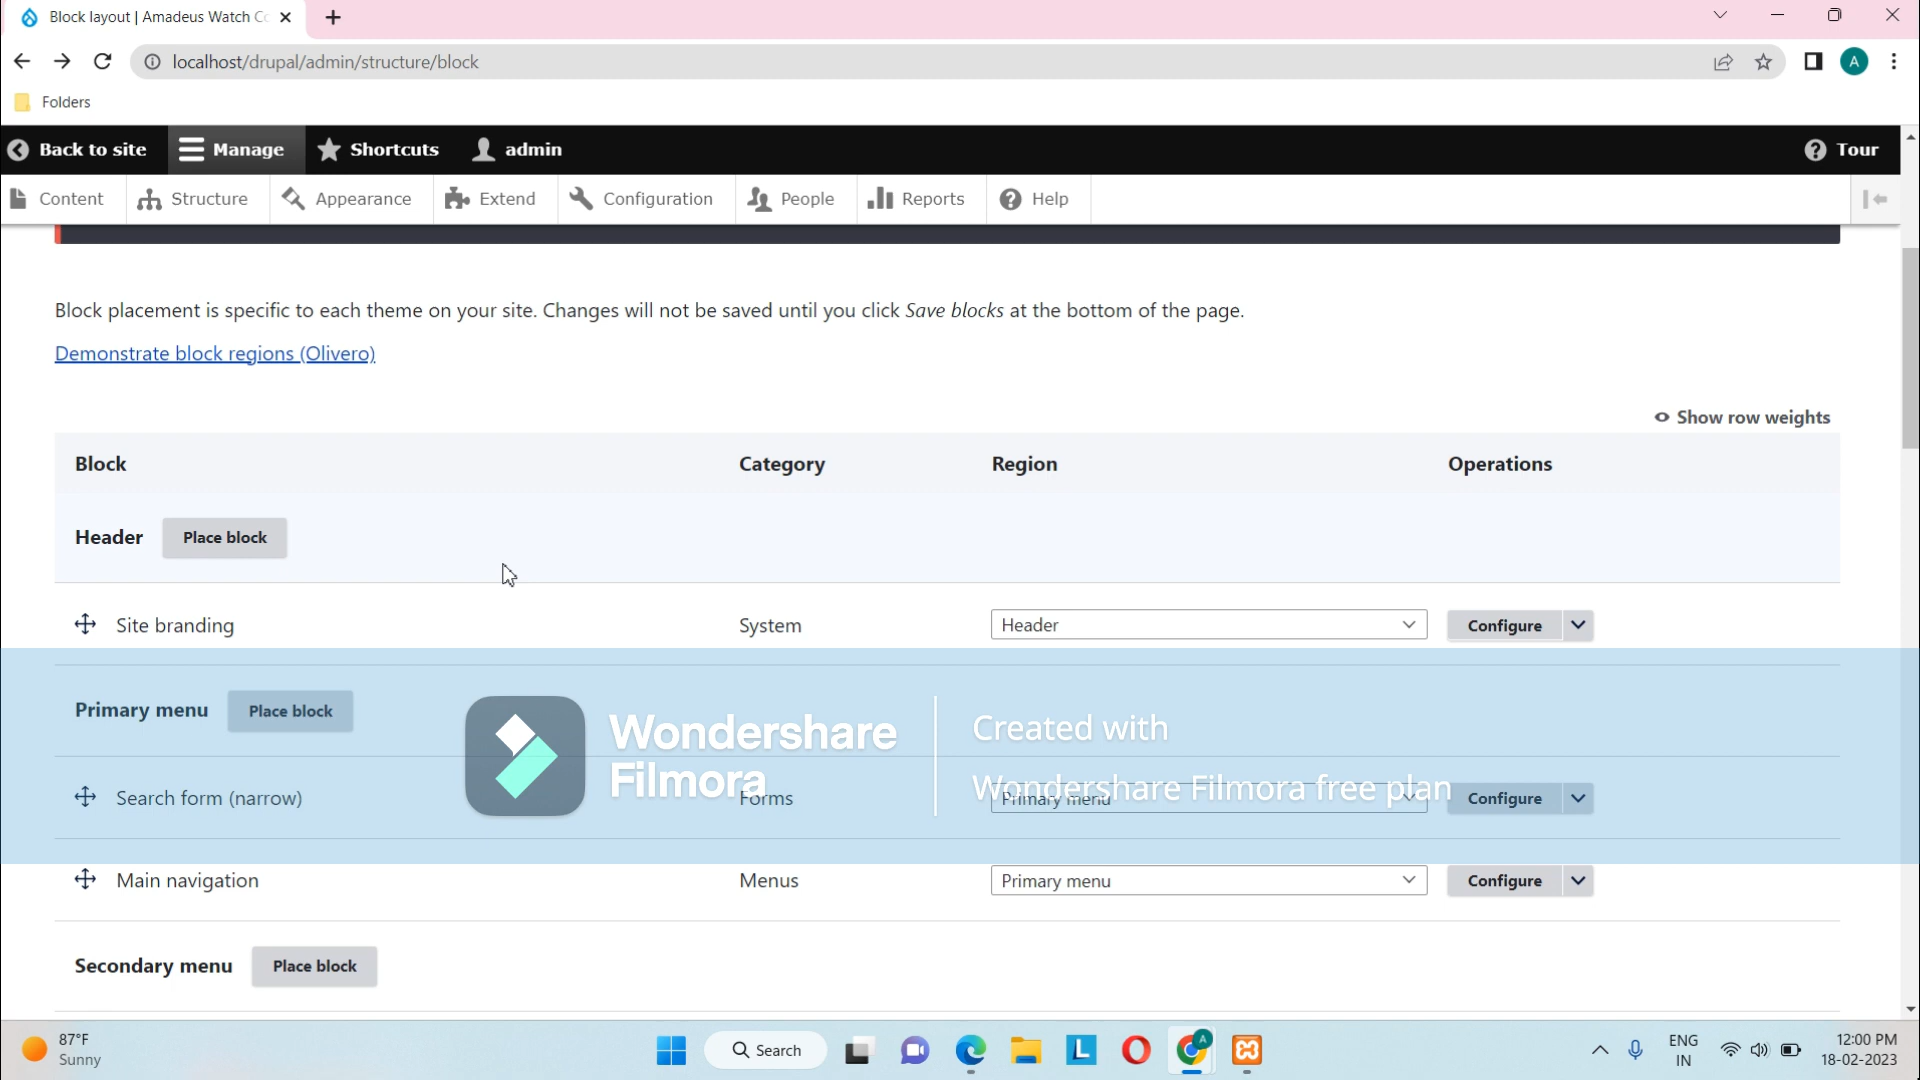 Block layout | Amadeus Watch Co
localhost/drupal/admin/structure/block
A
Folders
Back to site Manage Shortcuts admin Tour
Content Structure Appearance Extend Configuration People Reports Help
Block placement is specific to each theme on your site. Changes will not be saved until you click Save blocks at the bottom of the page.
Demonstrate block regions (Olivero)
Show row weights
Block Category Region Operations
Header Place block
Site branding System Header Configure
Primary menu Place block
Wondershare
Filmora
Created with
Wondershare Filmora free plan
Search form (narrow) Forms Primary menu Configure
Main navigation Menus Primary menu Configure
Secondary menu Place block
87°F
Sunny
Search
L
A
ENG
IN
12:00 PM
18-02-2023